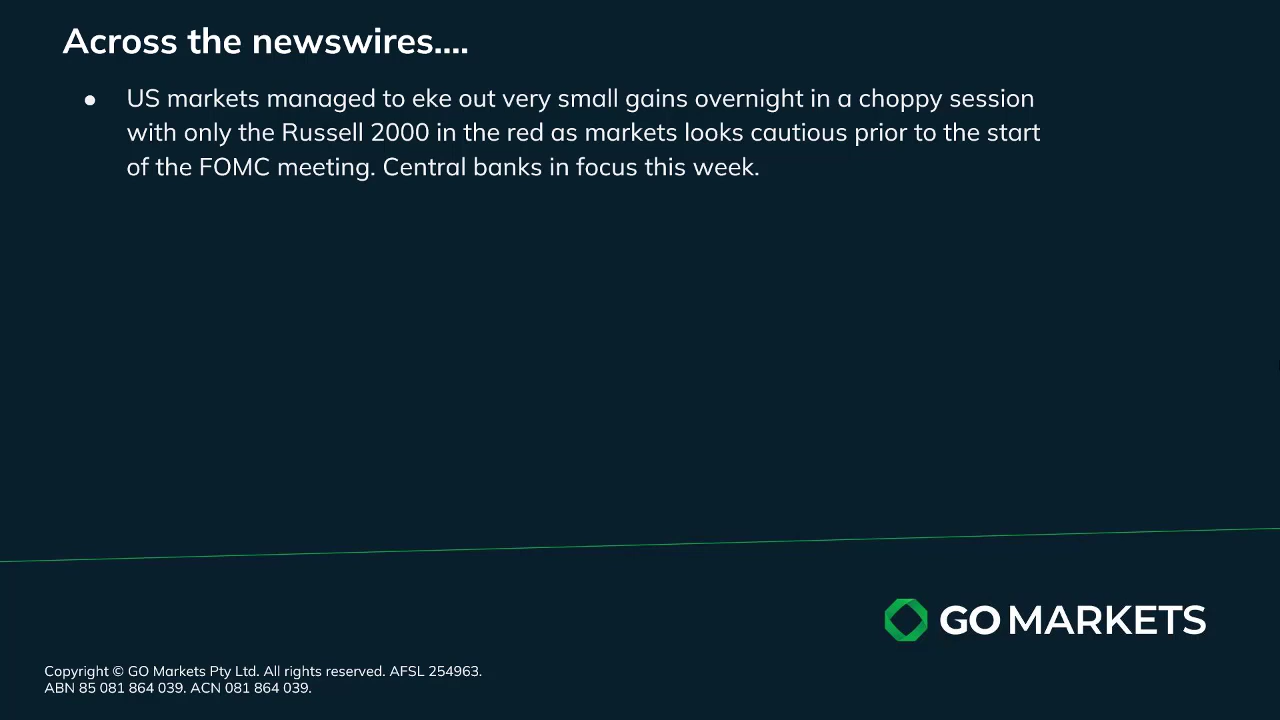 Across the newswires....
● US markets managed to eke out very small gains overnight in a choppy session
with only the Russell 2000 in the red as markets looks cautious prior to the start
of the FOMC meeting. Central banks in focus this week.
GO MARKETS
Copyright © GO Markets Pty Ltd. All rights reserved. AFSL 254963.
ABN 85 081 864 039. ACN 081 864 039.